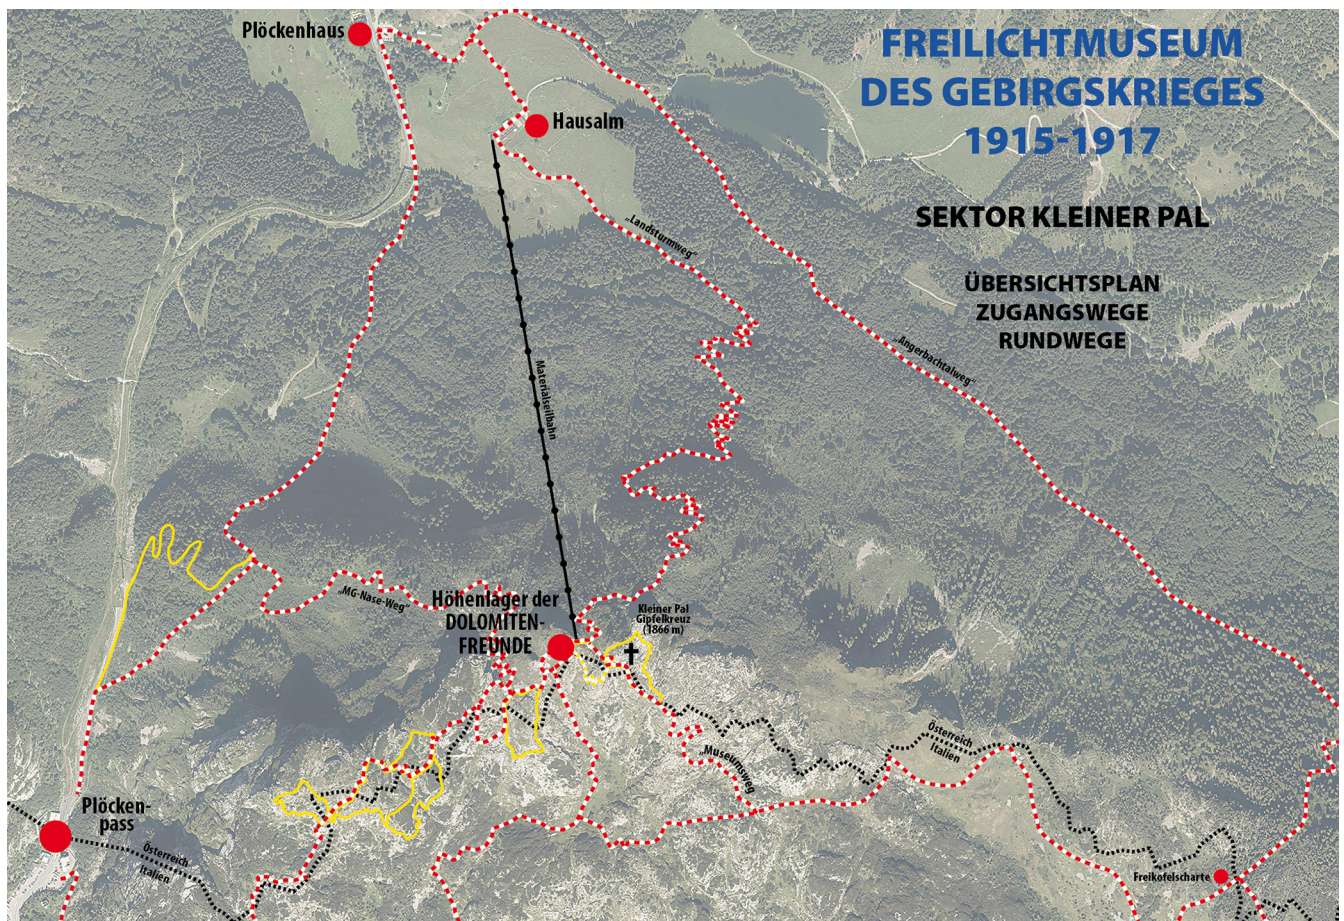 Plöckenhaus
FREILICHTMUSEUM
DES GEBIRGSKRIEGES
1915-1917
Hausalm
SEKTOR KLEINER PAL
„Landsturmweg"
ÜBERSICHTSPLAN
ZUGANGSWEGE
RUNDWEGE
„Angerbachtalweg"
Materialseilbahn
„MG-Nase-Weg"
Höhenlager der
DOLOMITEN-
FREUNDE
Kleiner Pal
Gipfelkreuz
(1866 m)
Österreich
Italien
„Museumsweg
Plöcken-
pass
Österreich
Italien
Freikofelscharte